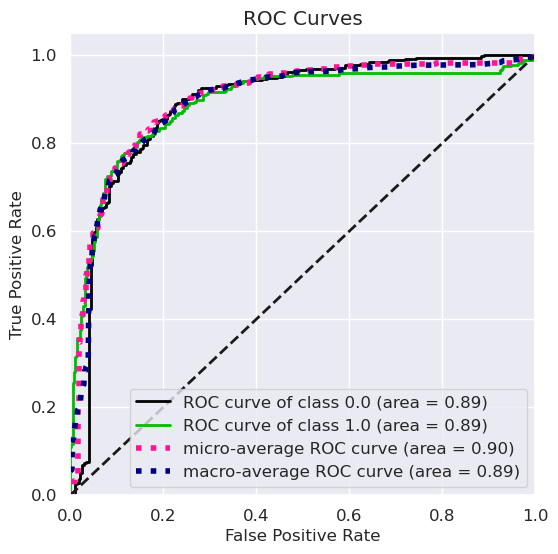 ROC Curves
True Positive Rate
1.0
0.8
0.6
0.4
0.2
0.0
ROC curve of class 0.0 (area = 0.89)
ROC curve of class 1.0 (area = 0.89)
micro-average ROC curve (area = 0.90)
macro-average ROC curve (area = 0.89)
0.0 0.2 0.4 0.6 0.8 1.0
False Positive Rate